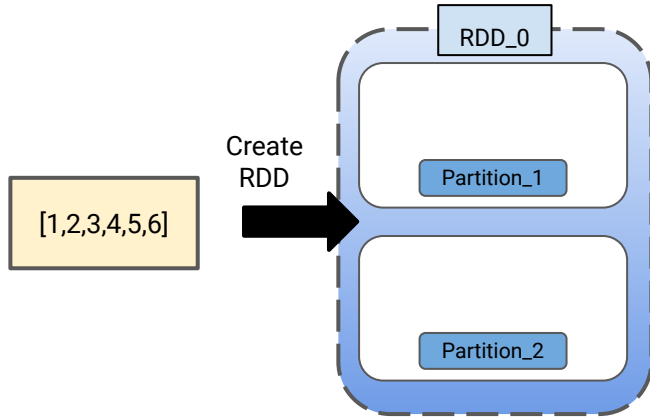 RDD_0
Create
RDD
[1,2,3,4,5,6]
Partition_1
Partition_2